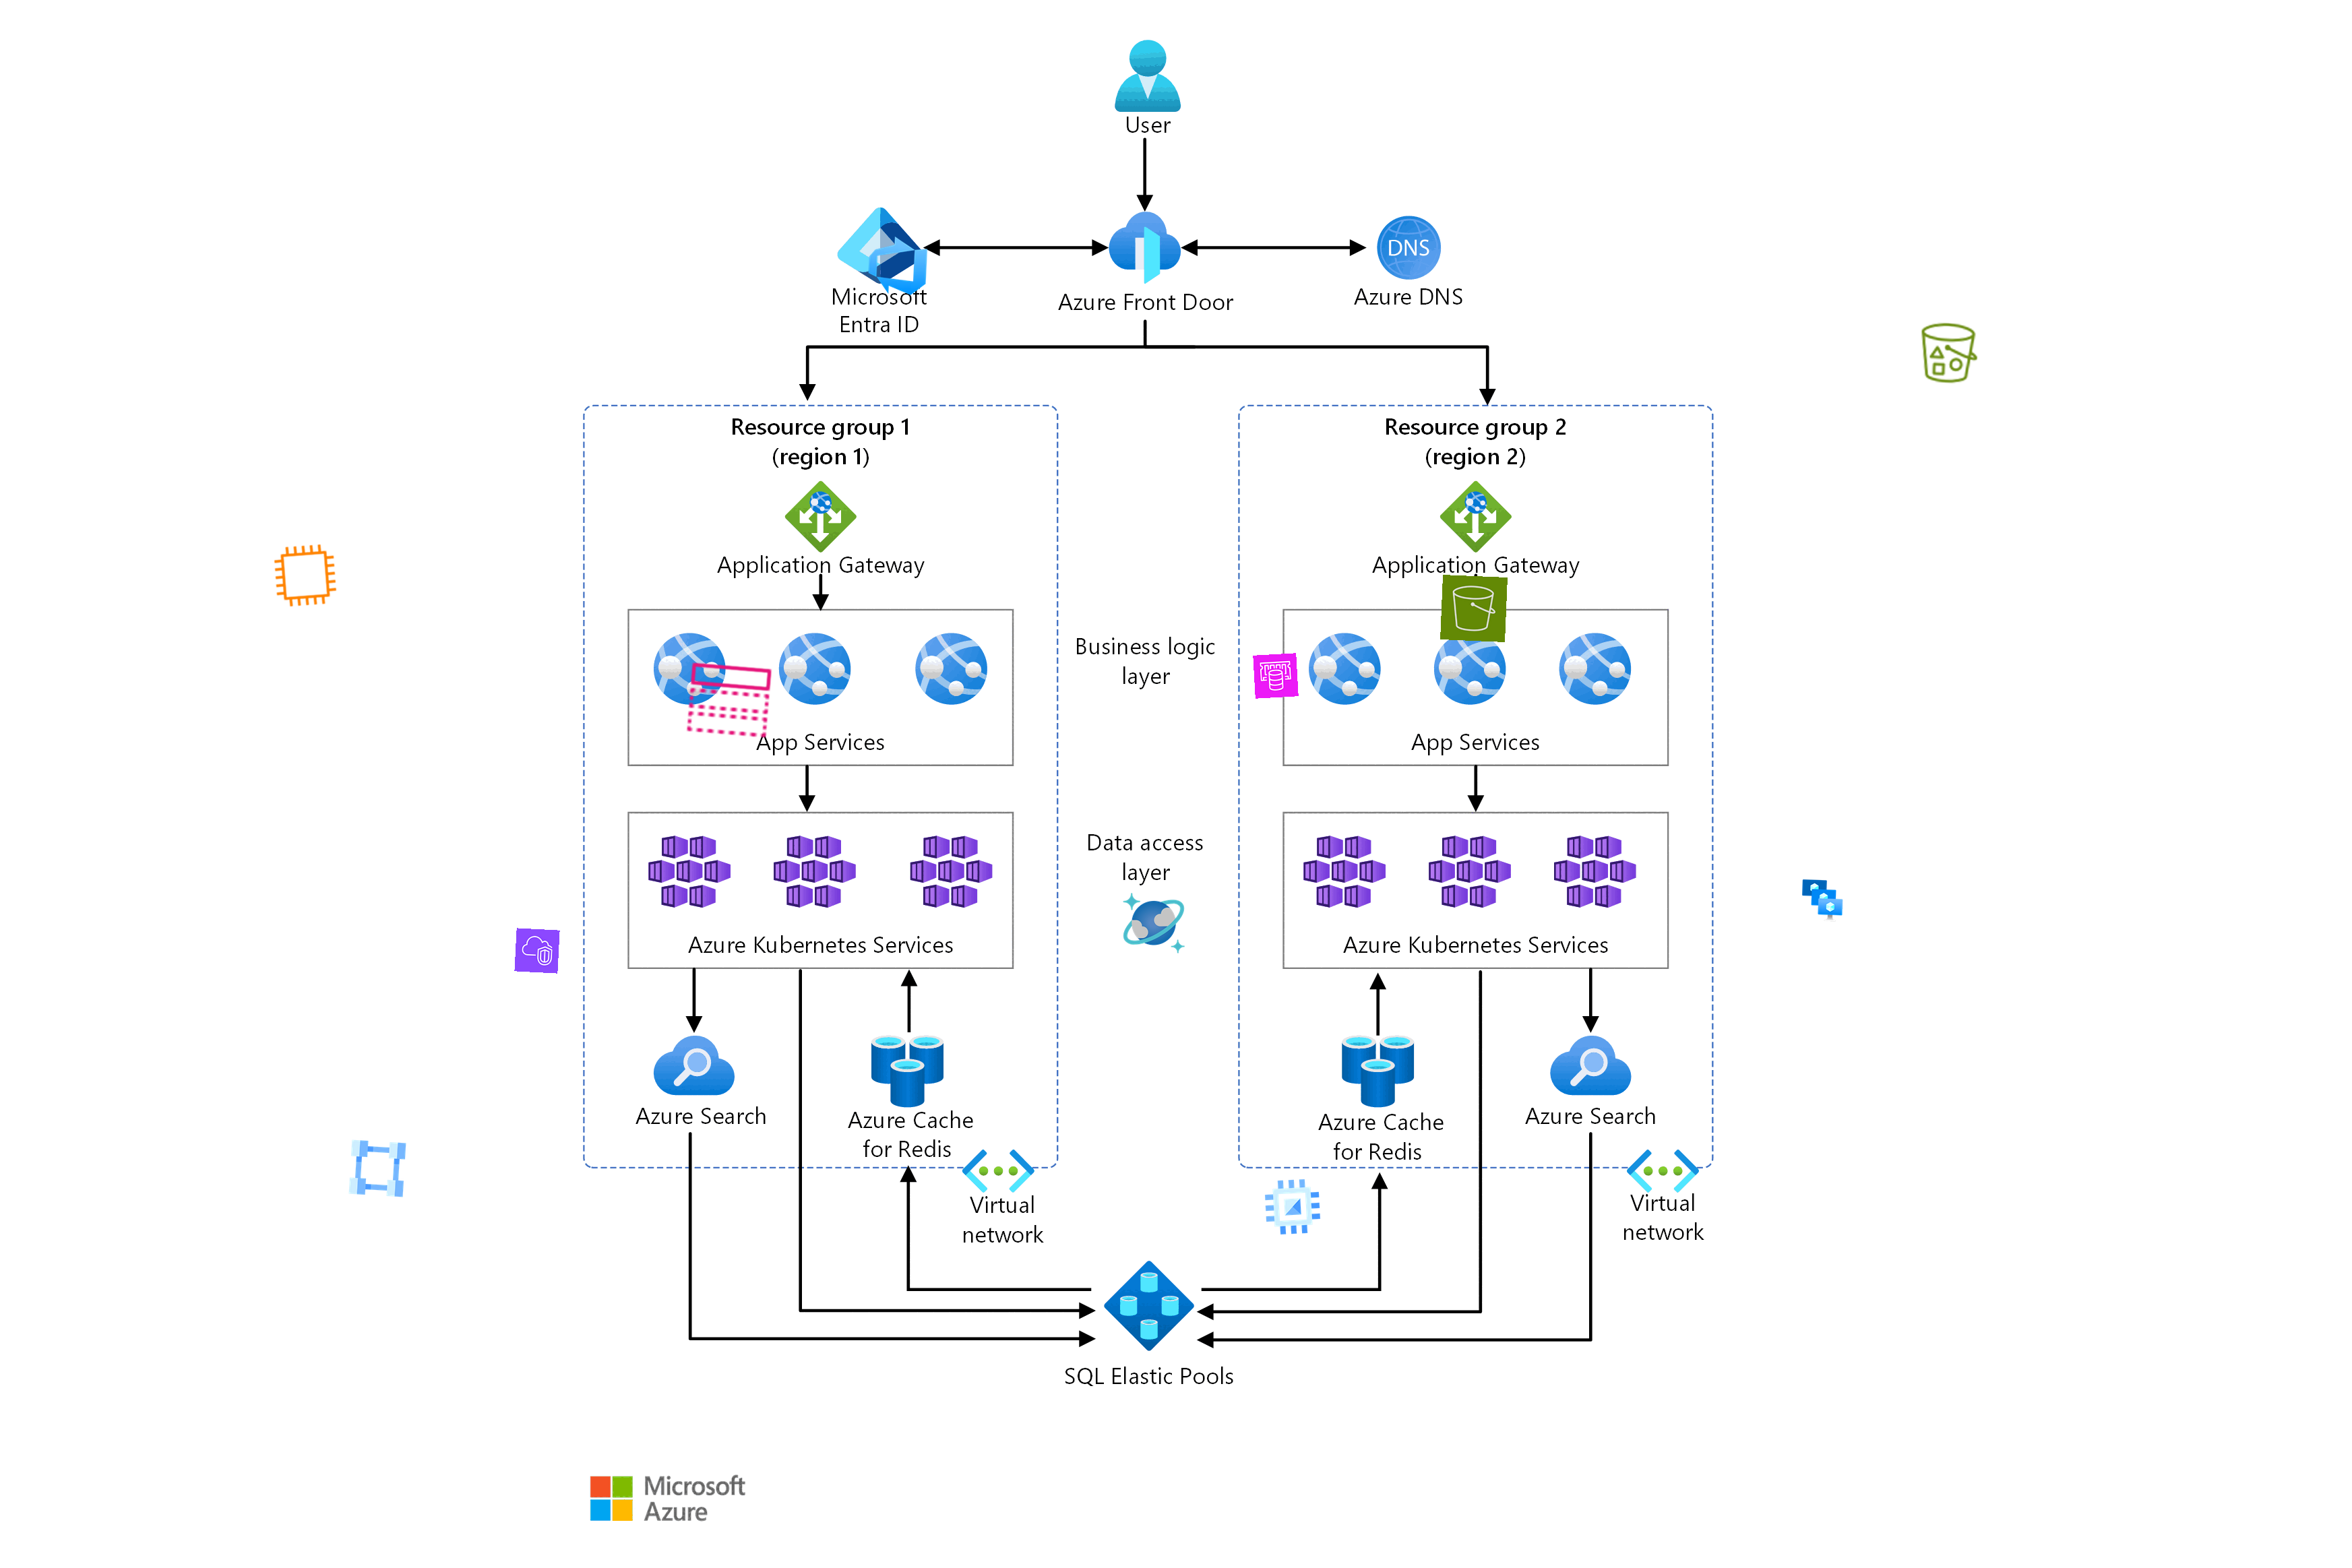 User
DNS
Microsoft
Entra ID
Azure Front Door
Azure DNS
Resource group 1
(region 1)
Resource group 2
(region 2)
Application Gateway
Application Gateway
Business logic
layer
App Services
App Services
Data access
layer
Azure Kubernetes Services
Azure Kubernetes Services
Azure Search
Azure Cache
for Redis
Azure Cache
for Redis
Azure Search
Virtual
network
Virtual
network
SQL Elastic Pools
Microsoft
Azure